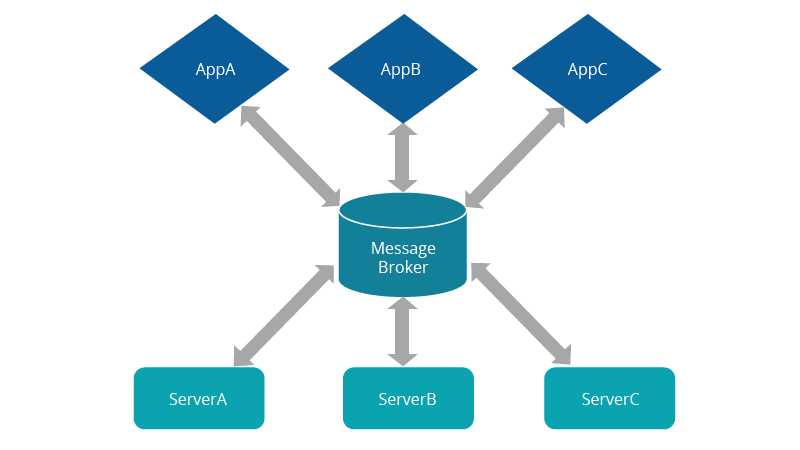 AppA
AppB
AppC
Message
Broker
ServerA
ServerB
ServerC